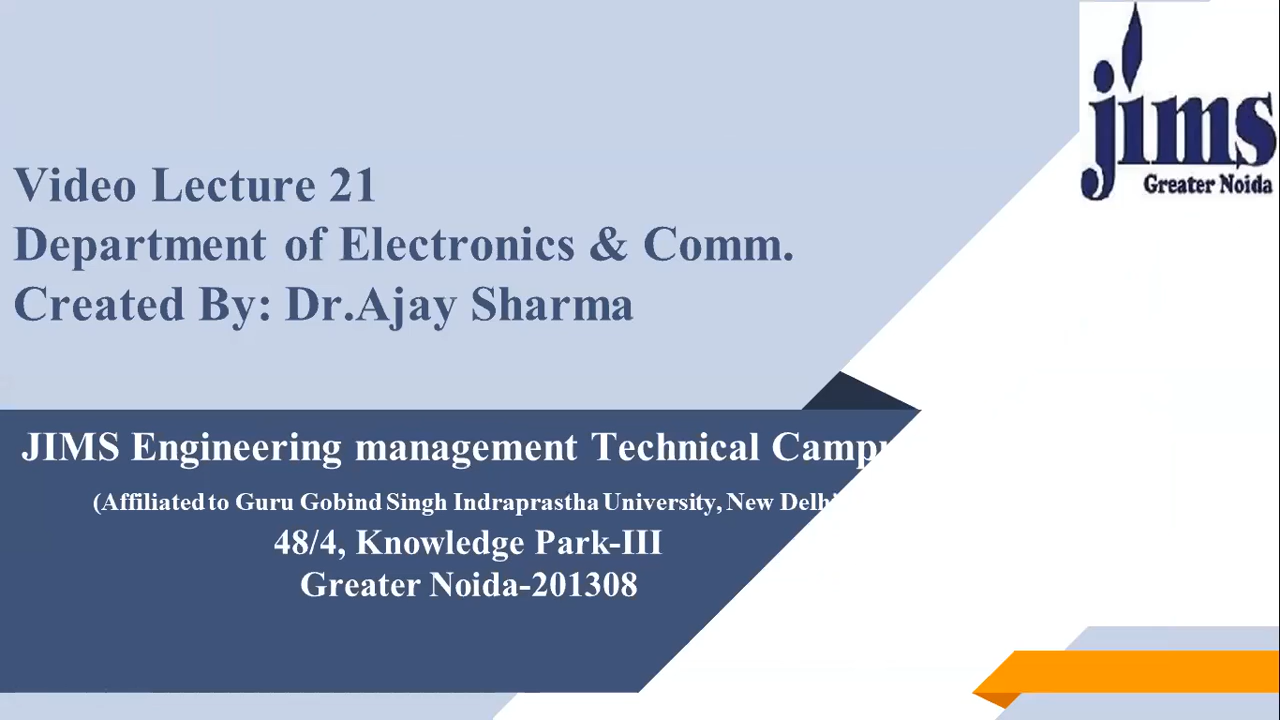 jims
Greater Noida
Video Lecture 21
Department of Electronics & Comm.
Created By: Dr.Ajay Sharma
JIMS Engineering management Technical
(Affiliated to Guru Gobind Singh Indraprastha University, New Delhi
48/4, Knowledge Park-III
Greater Noida-201308